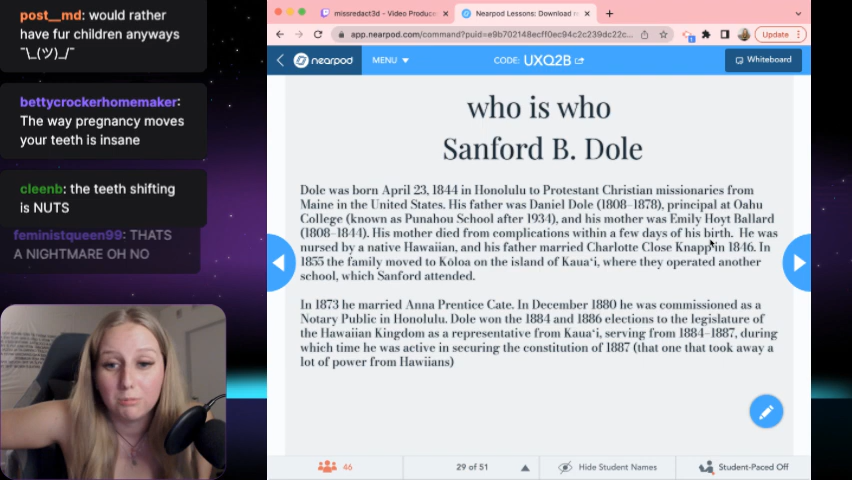 post__md: would rather
have fur children anyways
¯\_(ツ)_/¯
bettycrockerhomemaker:
The way pregnancy moves
your teeth is insane
cleenb: the teeth shifting
is NUTS
feministqueen99: THATS
A NIGHTMARE OH NO
missredact3d - Video Produce
Nearpod Lessons: Download r
app.nearpod.com/command?puid=e9b702148ecff0ec94c2c239dc22c...
Update
nearpod
MENU
CODE: UXQ2B
Whiteboard
who is who
Sanford B. Dole
Dole was born April 23, 1844 in Honolulu to Protestant Christian missionaries from
Maine in the United States. His father was Daniel Dole (1808–1878), principal at Oahu
College (known as Punahou School after 1934), and his mother was Emily Hoyt Ballard
(1808–1844). His mother died from complications within a few days of his birth. He was
nursed by a native Hawaiian, and his father married Charlotte Close Knapp in 1846. In
1855 the family moved to Kōloa on the island of Kauaʻi, where they operated another
school, which Sanford attended.
In 1873 he married Anna Prentice Cate. In December 1880 he was commissioned as a
Notary Public in Honolulu. Dole won the 1884 and 1886 elections to the legislature of
the Hawaiian Kingdom as a representative from Kauaʻi, serving from 1884–1887, during
which time he was active in securing the constitution of 1887 (that one that took away a
lot of power from Hawiians)
46
29 of 51
Hide Student Names
Student-Paced Off